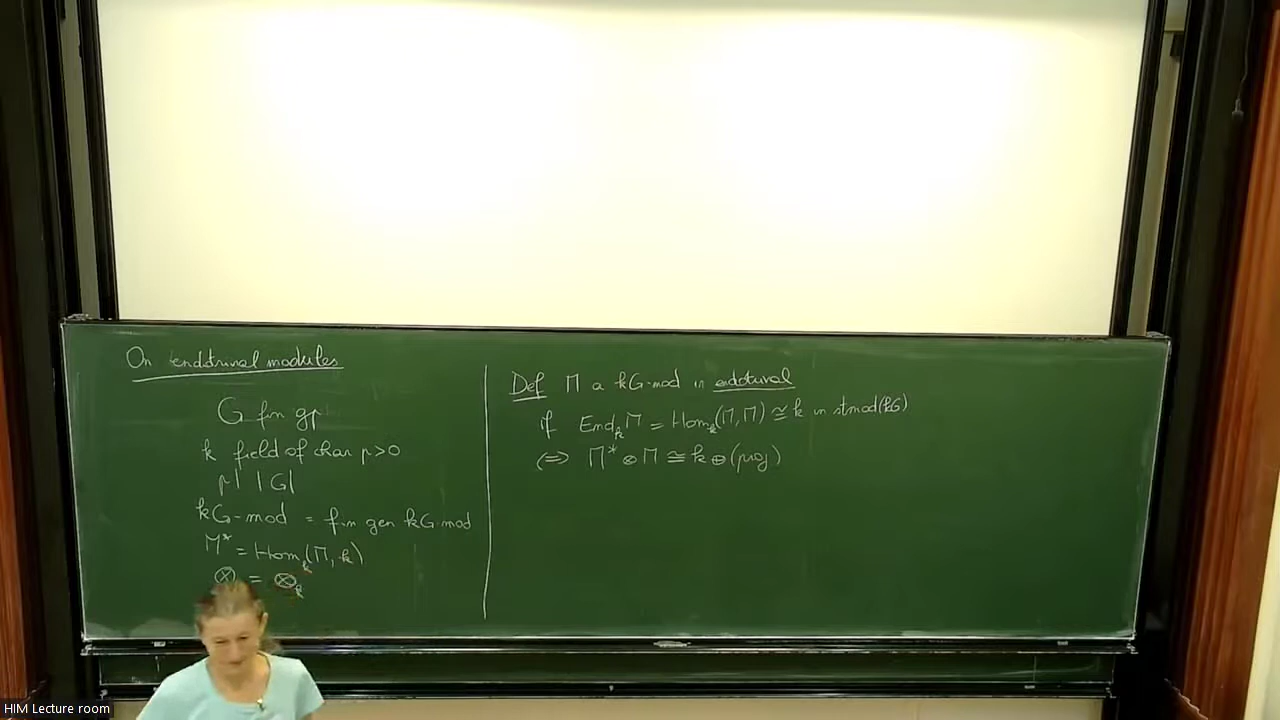 On endotrivial modules
G fin gp
k field of char p>0
p | |G|
kG-mod = fin gen kG-mod
M* = Hom_k(M, k)
⊗ = ⊗_k
Def M a kG-mod is endotrivial
if End_k M = Hom_k(M, M) ≅ k in stmod(kG)
⟺ M* ⊗ M ≅ k ⊕ (proj)
HIM Lecture room